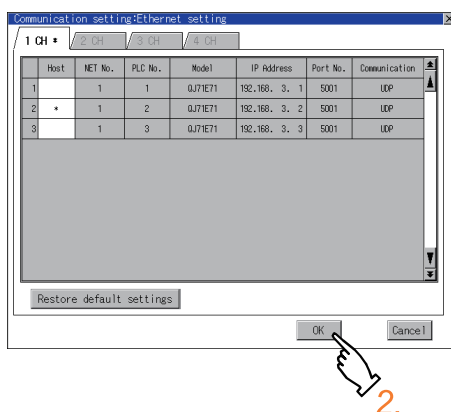 Communication setting:Ethernet setting
1 CH * 2 CH 3 CH 4 CH
Host NET No. PLC No. Model IP Address Port No. Communication
1 1 1 QJ71E71 192.168. 3. 1 5001 UDP
2 * 1 2 QJ71E71 192.168. 3. 2 5001 UDP
3 1 3 QJ71E71 192.168. 3. 3 5001 UDP
Restore default settings
OK Cancel
2.